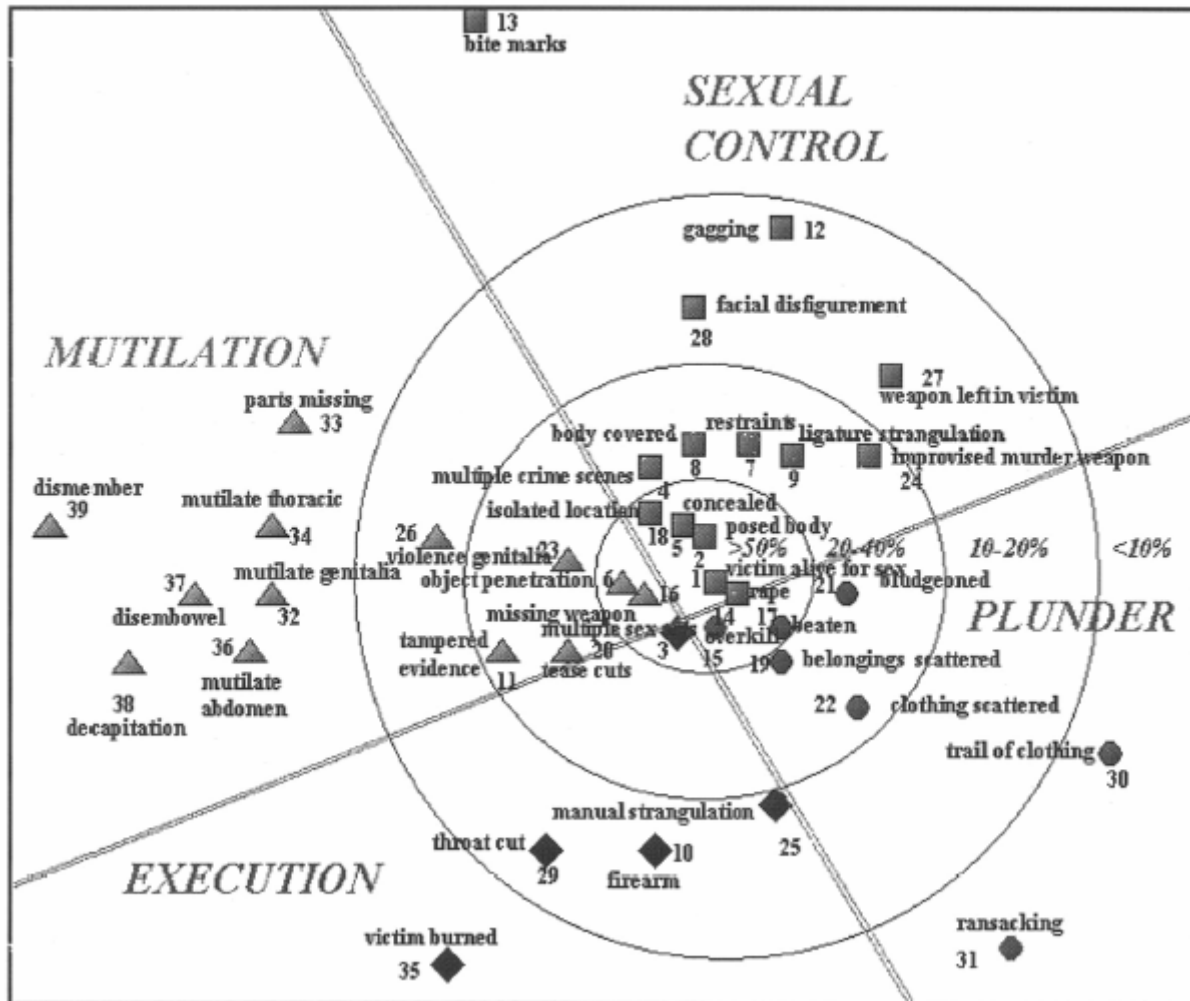 13
bite marks
SEXUAL
CONTROL
gagging 12
facial disfigurement
28
MUTILATION
27
weapon left in victim
parts missing
33
restraints
body covered
ligature strangulation
8
7
9
improvised murder weapon
24
multiple crime scenes
4
dismember
39
mutilate thoracic
34
isolated location
concealed
18
5
posed body
2
>50% 20-40% 10-20% <10%
26
violence genitalia
23
victim alive for sex
1
21
bludgeoned
37
mutilate genitalia
object penetration
6
16
rape
disembowel
32
missing weapon
14
17
PLUNDER
multiple sex
overkill
beaten
36
tampered
evidence
11
20
tease cuts
3
15
19
belongings scattered
38
decapitation
mutilate
abdomen
22
clothing scattered
trail of clothing
30
manual strangulation
25
throat cut
29
10
firearm
EXECUTION
victim burned
35
ransacking
31